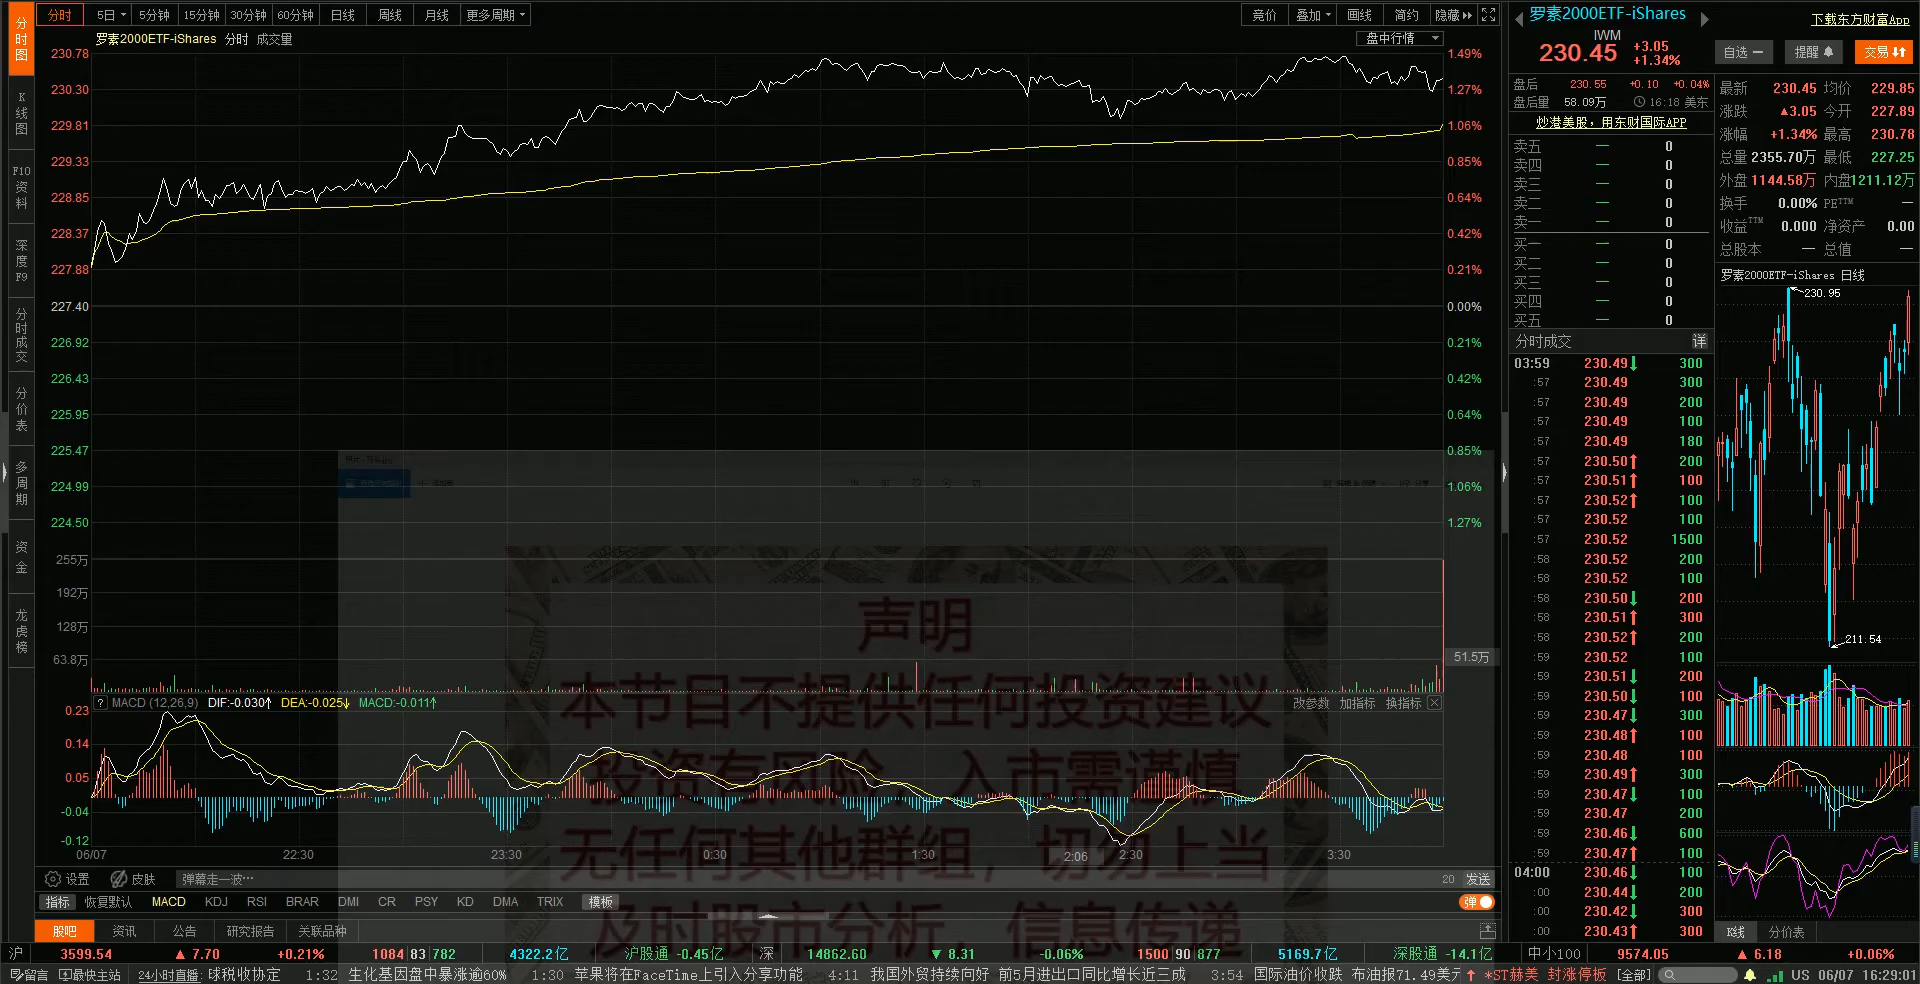 分时 5日 5分钟 15分钟 30分钟 60分钟 日线 周线 月线 更多周期
竞价 叠加 画线 简约 隐藏
罗素2000ETF-iShares 分时 成交量
盘中行情
分时图
K线图
F10资料
深度F9
分时成交
分价表
多周期
资金
龙虎榜
230.78 1.49%
230.30 1.27%
229.81 1.06%
229.33 0.85%
228.85 0.64%
228.37 0.42%
227.88 0.21%
227.40 0.00%
226.92 0.21%
226.43 0.42%
225.95 0.64%
225.47 0.85%
224.99 1.06%
224.50 1.27%
255万
192万
128万
63.8万
51.5万
? MACD (12,26,9) DIF:-0.030↑ DEA:-0.025↓ MACD:-0.011↑
改参数 加指标 换指标
0.23
0.14
0.05
-0.04
-0.12
06/07 22:30 23:30 0:30 1:30 2:06 2:30 3:30
声明
本节目不提供任何投资建议
投资有风险，入市需谨慎
无任何其他群组，切勿上当
及时股市分析，信息传递
设置 皮肤 弹幕走一波… 20 发送
指标 恢复默认 MACD KDJ RSI BRAR DMI CR PSY KD DMA TRIX 模板
弹
股吧 资讯 公告 研究报告 关联品种
罗素2000ETF-iShares
IWM
下载东方财富App
230.45 +3.05 +1.34%
自选 提醒 交易
盘后 230.55 +0.10 +0.04%
盘后量 58.09万 16:18 美东
炒港美股，用东财国际APP
卖五 — 0
卖四 — 0
卖三 — 0
卖二 — 0
卖一 — 0
买一 — 0
买二 — 0
买三 — 0
买四 — 0
买五 — 0
最新 230.45 均价 229.85
涨跌 ▲3.05 今开 227.89
涨幅 +1.34% 最高 230.78
总量 2355.70万 最低 227.25
外盘 1144.58万 内盘 1211.12万
换手 0.00% PE TTM —
收益TTM 0.000 净资产 0.00
总股本 — 总值 —
分时成交 详
03:59 230.49↓ 300
:57 230.49 300
:57 230.49 200
:57 230.49 100
:57 230.49 180
:57 230.50↑ 200
:57 230.51↑ 100
:57 230.52↑ 100
:57 230.52 100
:57 230.52 1500
:58 230.52 200
:58 230.52 100
:58 230.50↓ 200
:58 230.51↑ 300
:58 230.52↑ 200
:59 230.52 100
:59 230.51↓ 200
:59 230.50↓ 100
:59 230.47↓ 300
:59 230.48↑ 100
:59 230.48 100
:59 230.49↑ 300
:59 230.47↓ 100
:59 230.47 200
:59 230.46↓ 600
:59 230.47↑ 100
04:00 230.46↓ 100
:00 230.44↓ 200
:00 230.42↓ 300
:00 230.43↑ 300
罗素2000ETF-iShares 日线
230.95
211.54
K线 分价表
沪 3599.54 ▲ 7.70 +0.21% 1084 83 782 4322.2亿 沪股通 -0.45亿 深 14862.60 ▼ 8.31 -0.06% 1500 90 877 5169.7亿 深股通 -14.1亿 中小100 9574.05 ▲ 6.18 +0.06%
留言 最快主站 24小时直播: 球税收协定 1:32 生化基因盘中暴涨逾60% 1:30 苹果将在FaceTime上引入分享功能 4:11 我国外贸持续向好 前5月进出口同比增长近三成 3:54 国际油价收跌 布油报71.49美元 ↑ *ST赫美 封涨停板 [全部] US 06/07 16:29:01